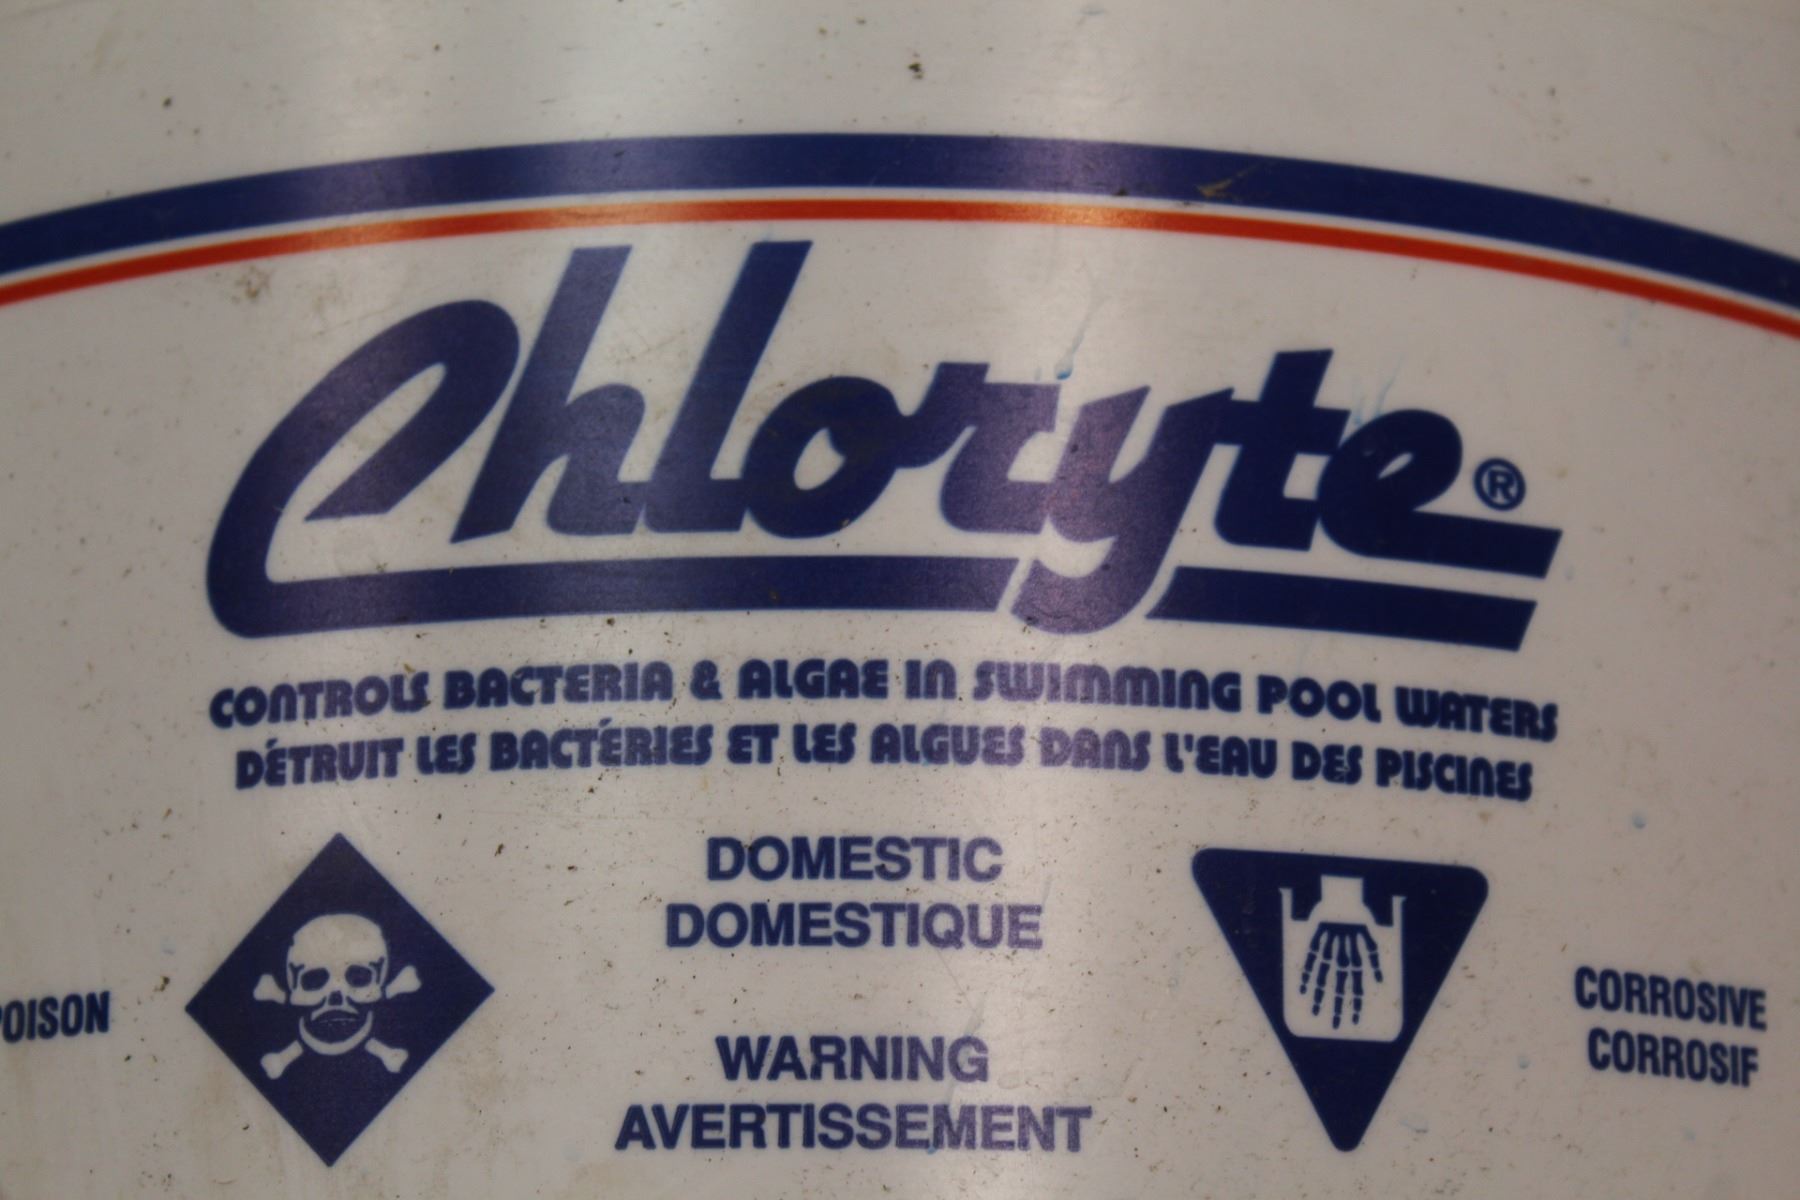 Chloryte®
CONTROLS BACTERIA & ALGAE IN SWIMMING POOL WATERS
DÉTRUIT LES BACTÉRIES ET LES ALGUES DANS L'EAU DES PISCINES
DOMESTIC
DOMESTIQUE
POISON
CORROSIVE
CORROSIF
WARNING
AVERTISSEMENT